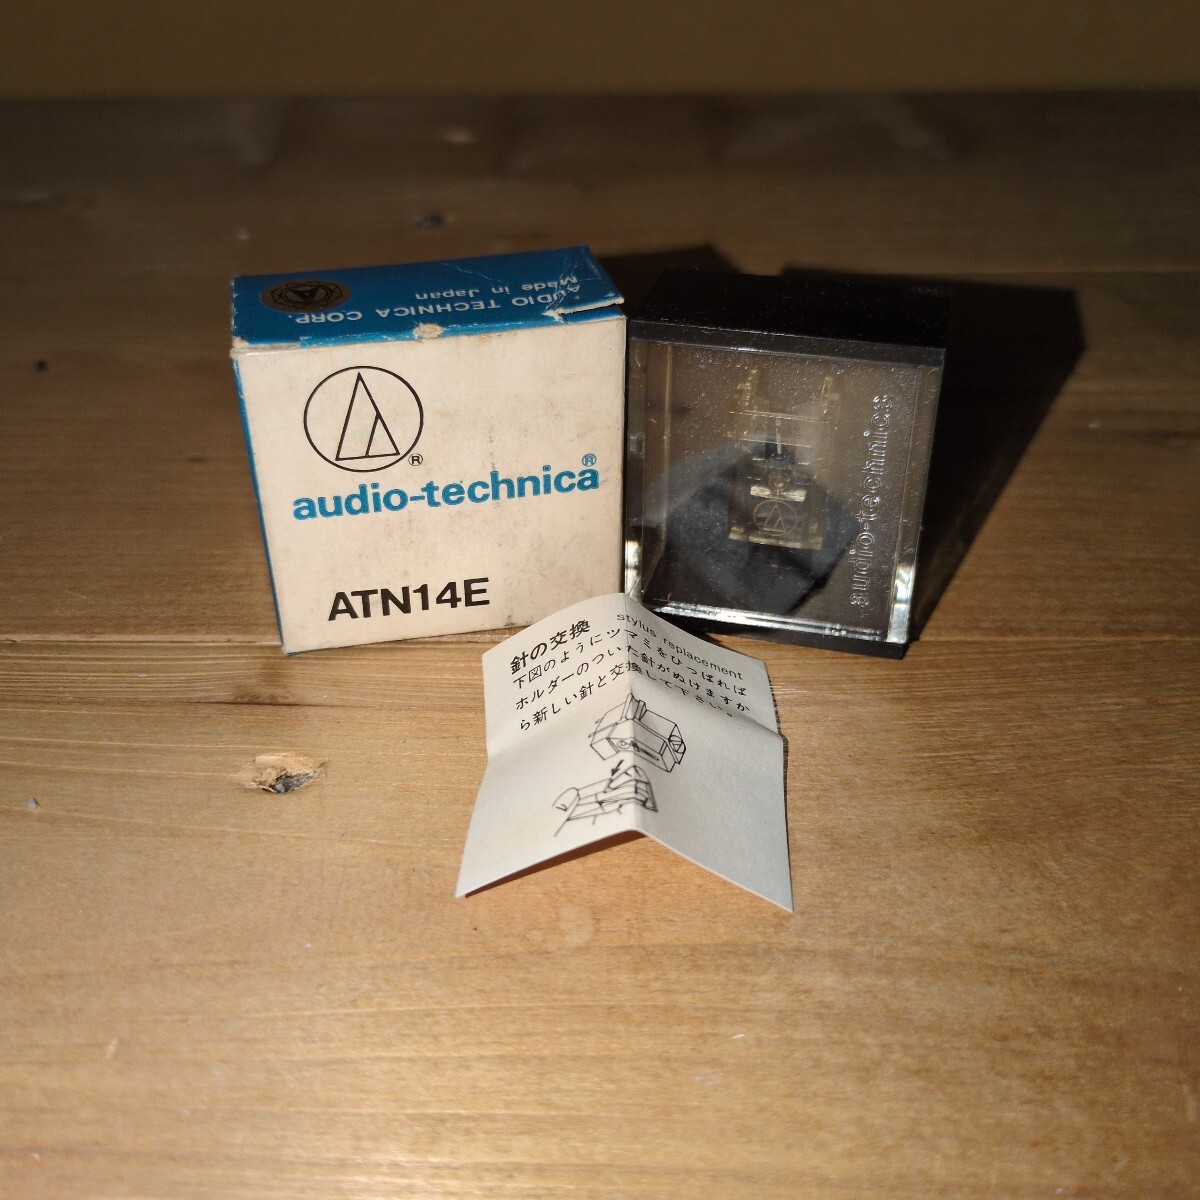 AUDIO TECHNICA CORP.
Made in Japan
®
audio-technica®
ATN14E
audio-technica
針の交換 stylus replacement
下図のようにツマミをひっぱれば
ホルダーのついた針がぬけますか
ら新しい針と交換して下さい。